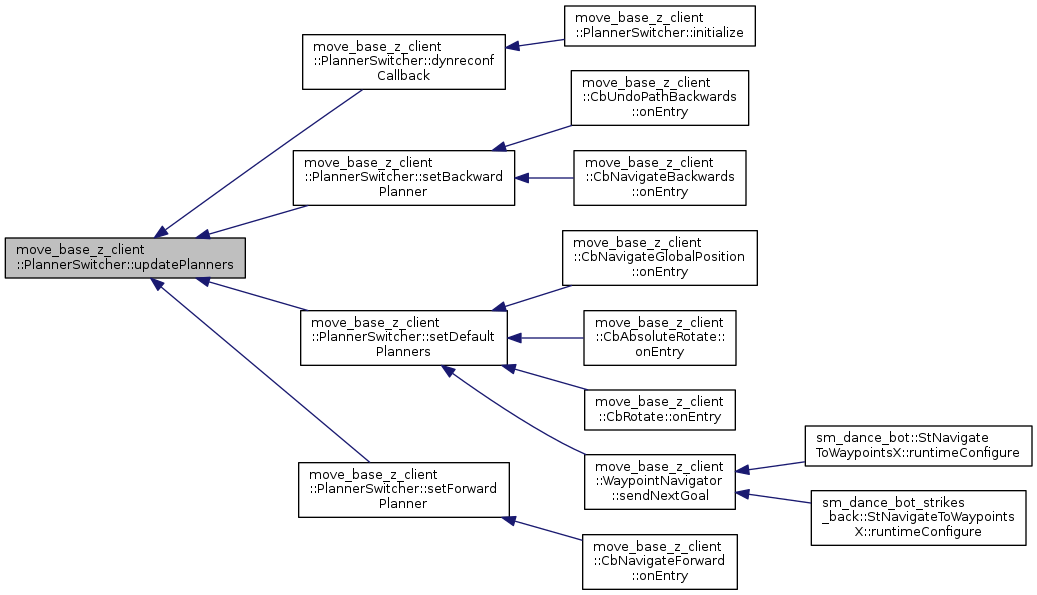 move_base_z_client
::PlannerSwitcher::updatePlanners
move_base_z_client
::PlannerSwitcher::dynreconf
Callback
move_base_z_client
::PlannerSwitcher::initialize
move_base_z_client
::PlannerSwitcher::setBackward
Planner
move_base_z_client
::CbUndoPathBackwards
::onEntry
move_base_z_client
::CbNavigateBackwards
::onEntry
move_base_z_client
::PlannerSwitcher::setDefault
Planners
move_base_z_client
::CbNavigateGlobalPosition
::onEntry
move_base_z_client
::CbAbsoluteRotate::
onEntry
move_base_z_client
::CbRotate::onEntry
move_base_z_client
::WaypointNavigator
::sendNextGoal
sm_dance_bot::StNavigate
ToWaypointsX::runtimeConfigure
sm_dance_bot_strikes
_back::StNavigateToWaypoints
X::runtimeConfigure
move_base_z_client
::PlannerSwitcher::setForward
Planner
move_base_z_client
::CbNavigateForward
::onEntry